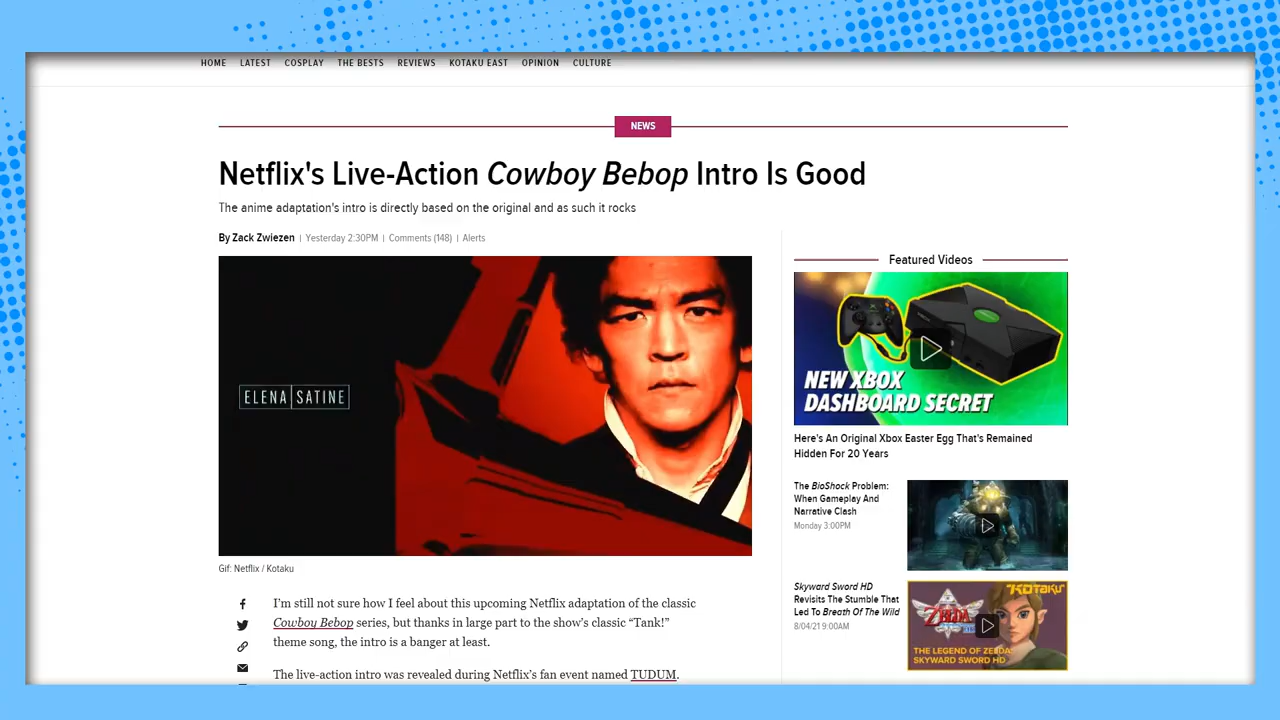 HOME LATEST COSPLAY THE BESTS REVIEWS KOTAKU EAST OPINION CULTURE
NEWS
Netflix's Live-Action Cowboy Bebop Intro Is Good
The anime adaptation's intro is directly based on the original and as such it rocks
By Zack Zwiezen | Yesterday 2:30PM | Comments (148) | Alerts
ELENA SATINE
Gif: Netflix / Kotaku
I'm still not sure how I feel about this upcoming Netflix adaptation of the classic
Cowboy Bebop series, but thanks in large part to the show's classic “Tank!”
theme song, the intro is a banger at least.
The live-action intro was revealed during Netflix's fan event named TUDUM.
Featured Videos
NEW XBOX
DASHBOARD SECRET
Here's An Original Xbox Easter Egg That's Remained
Hidden For 20 Years
The BioShock Problem:
When Gameplay And
Narrative Clash
Monday 3:00PM
Skyward Sword HD
Revisits The Stumble That
Led To Breath Of The Wild
8/04/21 9:00AM
KOTAKU
ZELDA
THE LEGEND OF ZELDA
SKYWARD SWORD HD